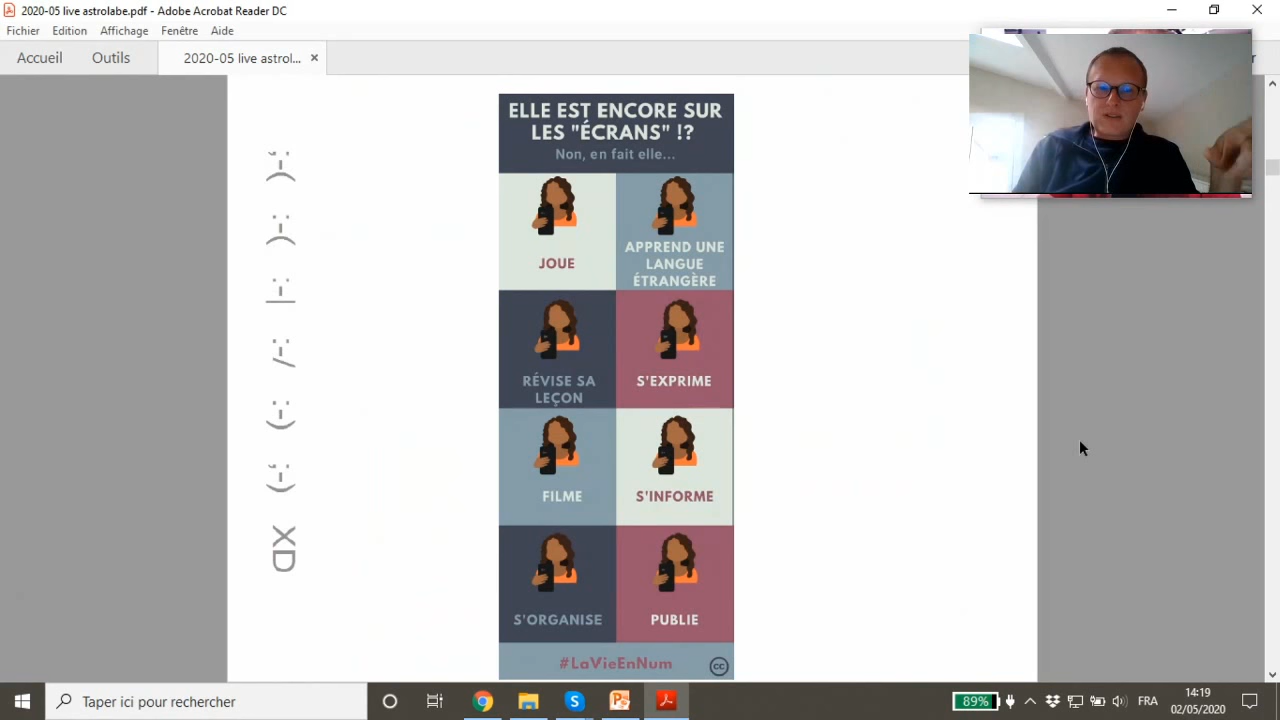 2020-05 live astrolabe.pdf - Adobe Acrobat Reader DC
Fichier Edition Affichage Fenêtre Aide
Accueil Outils 2020-05 live astrol... ×
ELLE EST ENCORE SUR
LES "ÉCRANS" !?
Non, en fait elle...
JOUE
APPREND UNE
LANGUE
ÉTRANGÈRE
RÉVISE SA
LEÇON
S'EXPRIME
FILME
S'INFORME
S'ORGANISE
PUBLIE
#LaVieEnNum
cc
;-(
:-(
:-|
:-/
:-)
;-)
XD
Taper ici pour rechercher
89%
FRA
14:19
02/05/2020